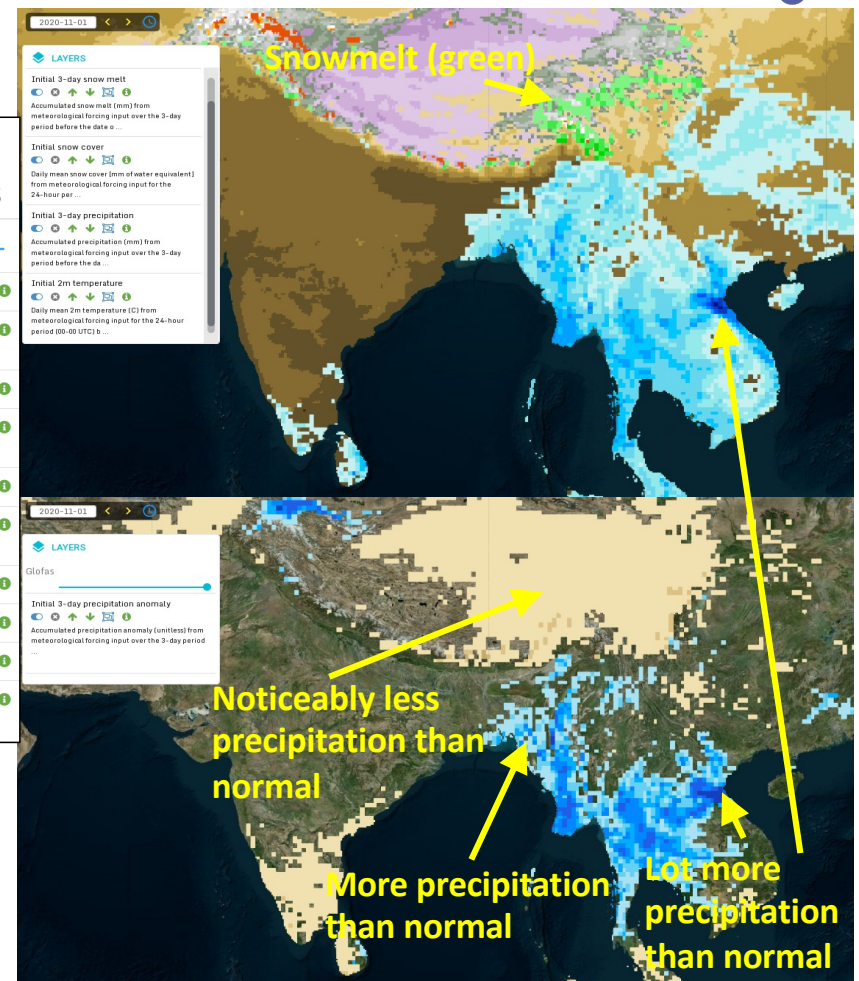 2020-11-01
LAYERS
Initial 3-day snow melt
Accumulated snow melt (mm) from
meteorological forcing input over the 3-day
period before the date o ...
Initial snow cover
Daily mean snow cover (mm of water equivalent)
from meteorological forcing input for the
24-hour per ...
Initial 3-day precipitation
Accumulated precipitation (mm) from
meteorological forcing input over the 3-day
period before the da ...
Initial 2m temperature
Daily mean 2m temperature (C) from
meteorological forcing input for the 24-hour
period (00-00 UTC) b ...
Snowmelt (green)
2020-11-01
LAYERS
Glofas
Initial 3-day precipitation anomaly
Accumulated precipitation anomaly (unitless) from
meteorological forcing input over the 3-day period
...
Noticeably less
precipitation than
normal
More precipitation
than normal
Lot more
precipitation
than normal